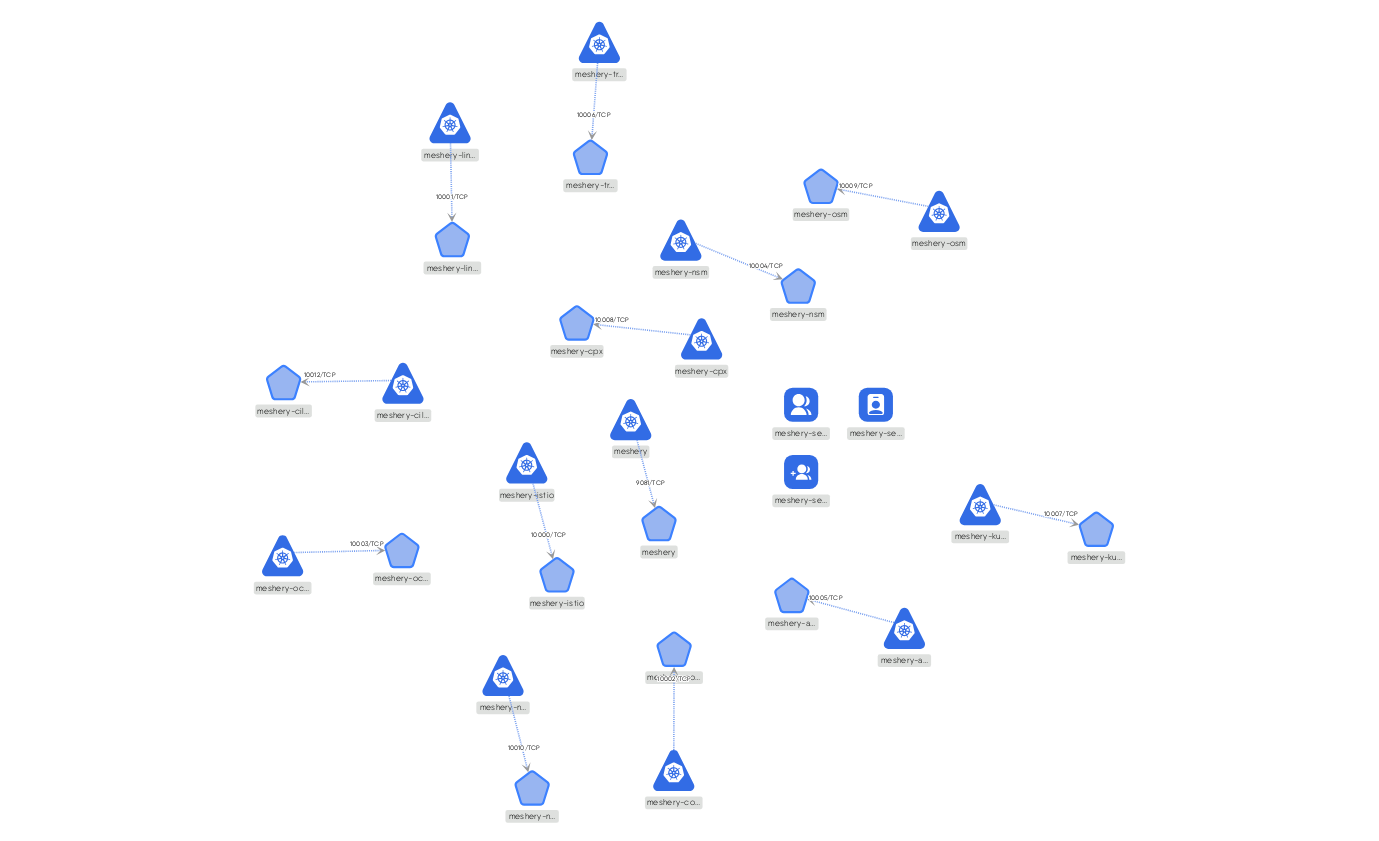 meshery-tr...
10006/TCP
meshery-tr...
meshery-lin...
10001/TCP
meshery-lin...
10009/TCP
meshery-osm
meshery-osm
meshery-nsm
10004/TCP
meshery-nsm
10008/TCP
meshery-cpx
meshery-cpx
10012/TCP
meshery-cil...
meshery-cil...
meshery
9081/TCP
meshery
meshery-se...
meshery-se...
meshery-se...
meshery-istio
10000/TCP
meshery-istio
10003/TCP
meshery-oc...
meshery-oc...
10007/TCP
meshery-ku...
meshery-ku...
10005/TCP
meshery-a...
meshery-a...
10002/TCP
meshery-co...
meshery-n...
10010/TCP
meshery-n...